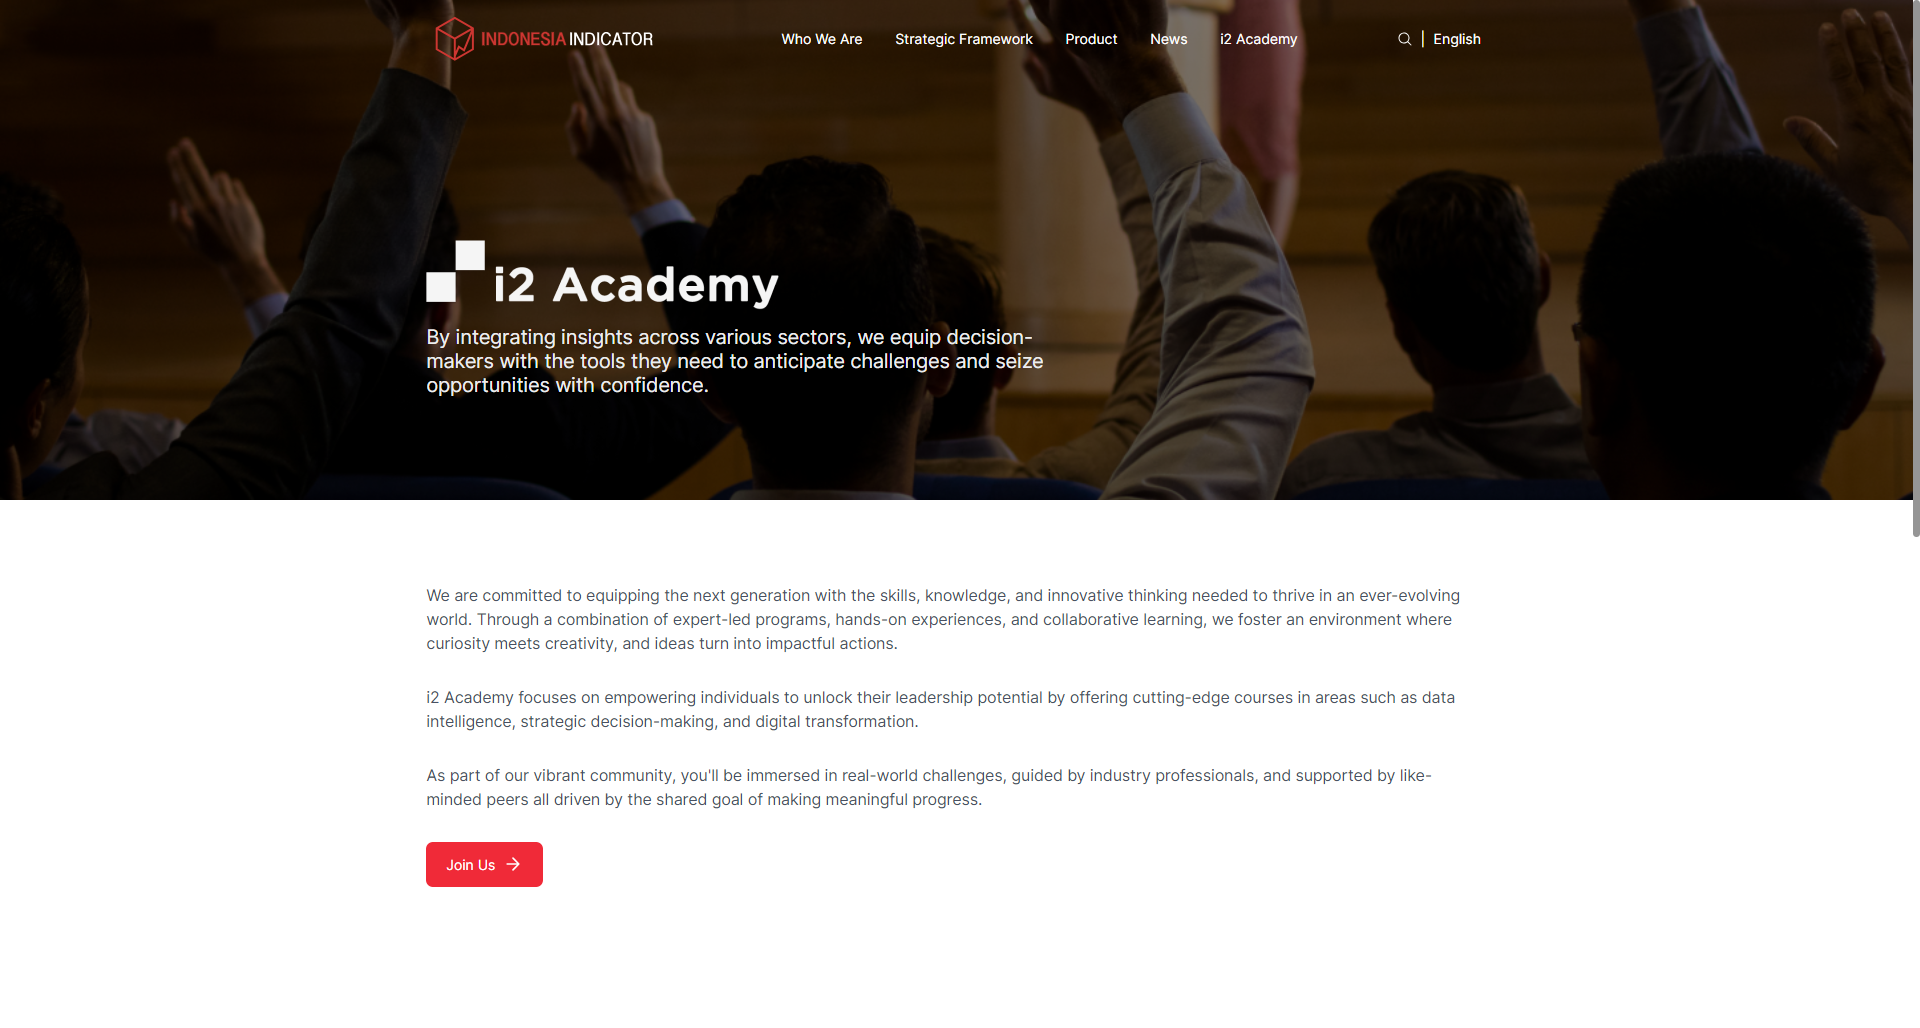 INDONESIA INDICATOR
Who We Are
Strategic Framework
Product
News
i2 Academy
English
i2 Academy
By integrating insights across various sectors, we equip decision-
makers with the tools they need to anticipate challenges and seize
opportunities with confidence.
We are committed to equipping the next generation with the skills, knowledge, and innovative thinking needed to thrive in an ever-evolving
world. Through a combination of expert-led programs, hands-on experiences, and collaborative learning, we foster an environment where
curiosity meets creativity, and ideas turn into impactful actions.
i2 Academy focuses on empowering individuals to unlock their leadership potential by offering cutting-edge courses in areas such as data
intelligence, strategic decision-making, and digital transformation.
As part of our vibrant community, you'll be immersed in real-world challenges, guided by industry professionals, and supported by like-
minded peers all driven by the shared goal of making meaningful progress.
Join Us